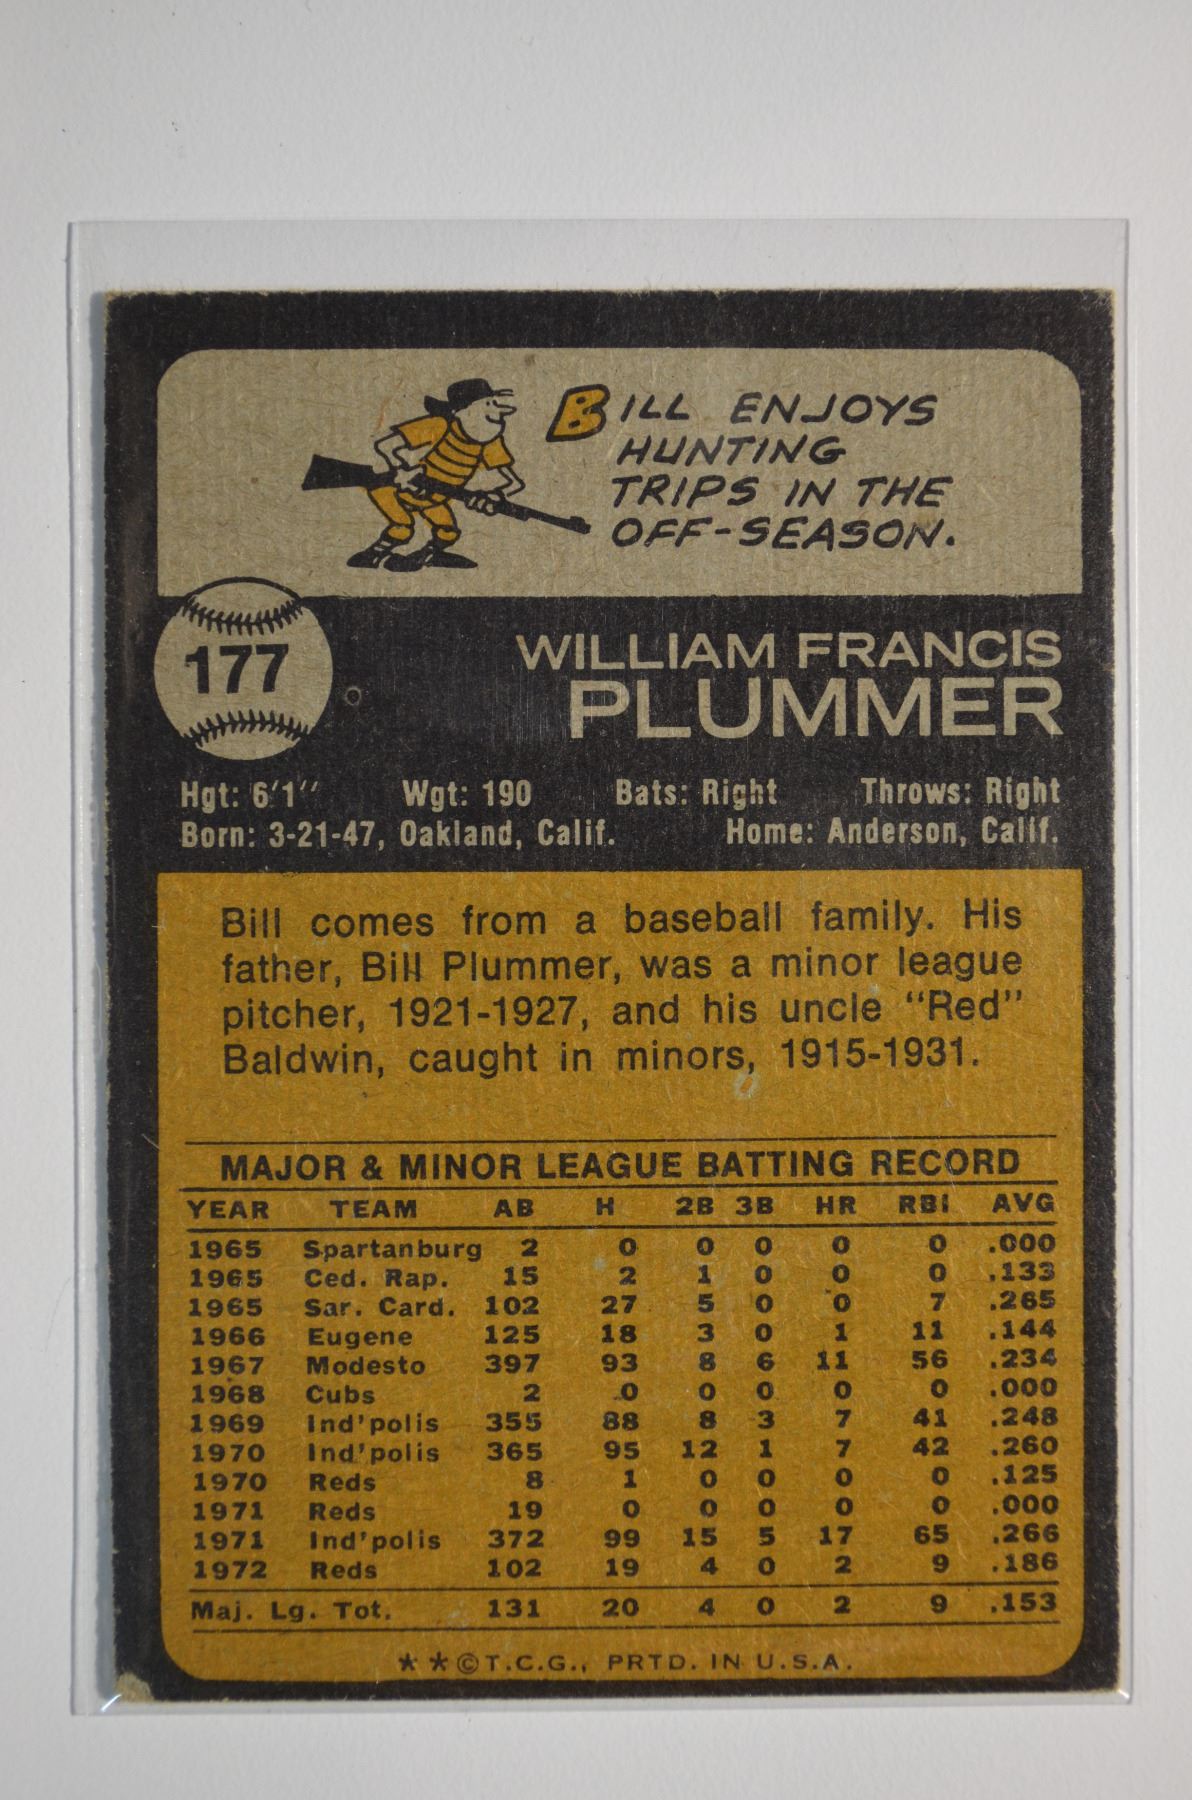 BILL ENJOYS
HUNTING
TRIPS IN THE
OFF-SEASON.
177
WILLIAM FRANCIS
PLUMMER
Hgt: 6'1" Wgt: 190 Bats: Right Throws: Right
Born: 3-21-47, Oakland, Calif. Home: Anderson, Calif.
Bill comes from a baseball family. His
father, Bill Plummer, was a minor league
pitcher, 1921-1927, and his uncle "Red"
Baldwin, caught in minors, 1915-1931.
MAJOR & MINOR LEAGUE BATTING RECORD
YEAR TEAM AB H 2B 3B HR RBI AVG
1965 Spartanburg 2 0 0 0 0 0 .000
1965 Ced. Rap. 15 2 1 0 0 0 .133
1965 Sar. Card. 102 27 5 0 0 7 .265
1966 Eugene 125 18 3 0 1 11 .144
1967 Modesto 397 93 8 6 11 56 .234
1968 Cubs 2 0 0 0 0 0 .000
1969 Ind'polis 355 88 8 3 7 41 .248
1970 Ind'polis 365 95 12 1 7 42 .260
1970 Reds 8 1 0 0 0 0 .125
1971 Reds 19 0 0 0 0 0 .000
1971 Ind'polis 372 99 15 5 17 65 .266
1972 Reds 102 19 4 0 2 9 .186
Maj. Lg. Tot. 131 20 4 0 2 9 .153
**©T.C.G., PRTD. IN U.S.A.